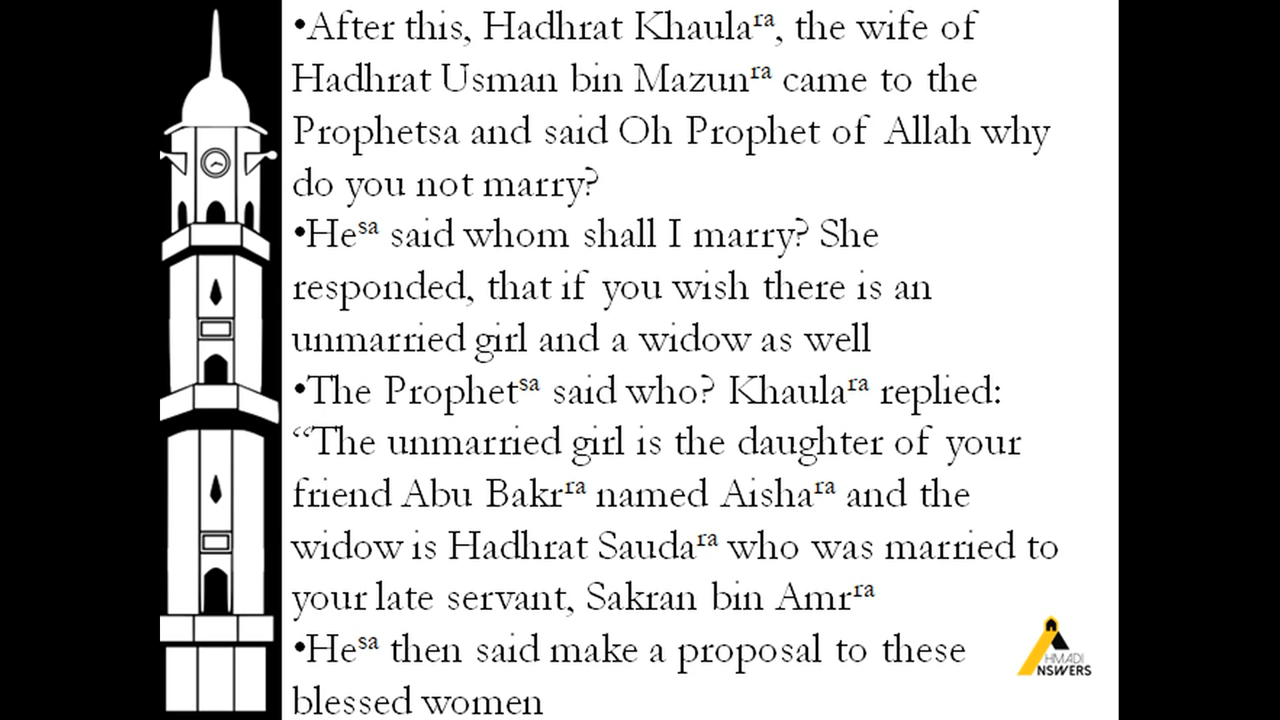 •After this, Hadhrat Khaulaʳᵃ, the wife of
Hadhrat Usman bin Mazunʳᵃ came to the
Prophetsa and said Oh Prophet of Allah why
do you not marry?
•Heˢᵃ said whom shall I marry? She
responded, that if you wish there is an
unmarried girl and a widow as well
•The Prophetˢᵃ said who? Khaulaʳᵃ replied:
“The unmarried girl is the daughter of your
friend Abu Bakrʳᵃ named Aishaʳᵃ and the
widow is Hadhrat Saudaʳᵃ who was married to
your late servant, Sakran bin Amrʳᵃ
•Heˢᵃ then said make a proposal to these
blessed women
HMADI
NSWERS